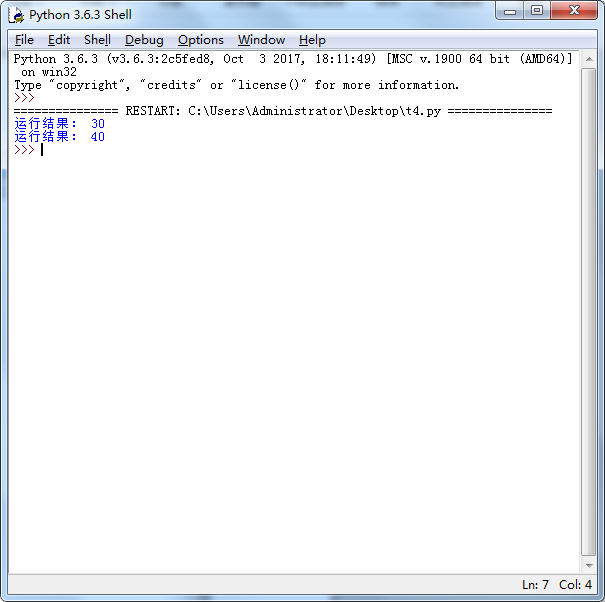 Python 3.6.3 Shell
File Edit Shell Debug Options Window Help
Python 3.6.3 (v3.6.3:2c5fed8, Oct  3 2017, 18:11:49) [MSC v.1900 64 bit (AMD64)]
 on win32
Type "copyright", "credits" or "license()" for more information.
>>>
=============== RESTART: C:\Users\Administrator\Desktop\t4.py ===============
运行结果： 30
运行结果： 40
>>>
Ln: 7 Col: 4